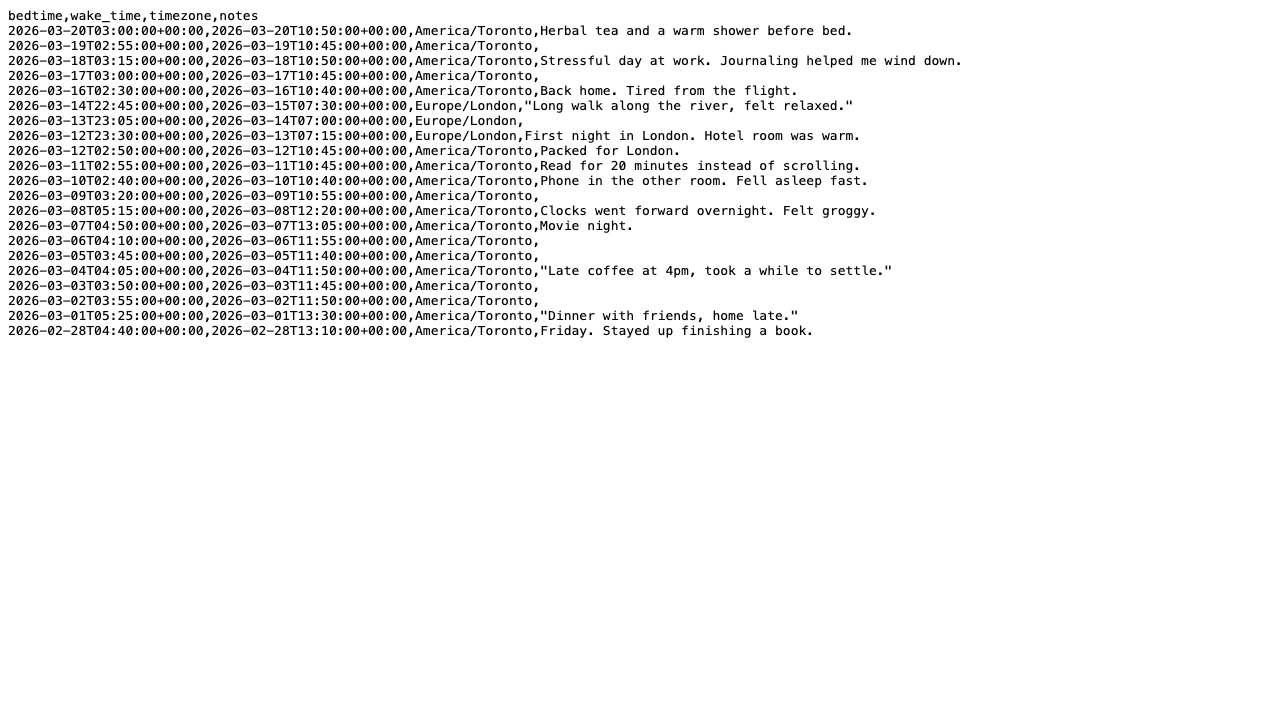 bedtime,wake_time,timezone,notes
2026-03-20T03:00:00+00:00,2026-03-20T10:50:00+00:00,America/Toronto,Herbal tea and a warm shower before bed.
2026-03-19T02:55:00+00:00,2026-03-19T10:45:00+00:00,America/Toronto,
2026-03-18T03:15:00+00:00,2026-03-18T10:50:00+00:00,America/Toronto,Stressful day at work. Journaling helped me wind down.
2026-03-17T03:00:00+00:00,2026-03-17T10:45:00+00:00,America/Toronto,
2026-03-16T02:30:00+00:00,2026-03-16T10:40:00+00:00,America/Toronto,Back home. Tired from the flight.
2026-03-14T22:45:00+00:00,2026-03-15T07:30:00+00:00,Europe/London,"Long walk along the river, felt relaxed."
2026-03-13T23:05:00+00:00,2026-03-14T07:00:00+00:00,Europe/London,
2026-03-12T23:30:00+00:00,2026-03-13T07:15:00+00:00,Europe/London,First night in London. Hotel room was warm.
2026-03-12T02:50:00+00:00,2026-03-12T10:45:00+00:00,America/Toronto,Packed for London.
2026-03-11T02:55:00+00:00,2026-03-11T10:45:00+00:00,America/Toronto,Read for 20 minutes instead of scrolling.
2026-03-10T02:40:00+00:00,2026-03-10T10:40:00+00:00,America/Toronto,Phone in the other room. Fell asleep fast.
2026-03-09T03:20:00+00:00,2026-03-09T10:55:00+00:00,America/Toronto,
2026-03-08T05:15:00+00:00,2026-03-08T12:20:00+00:00,America/Toronto,Clocks went forward overnight. Felt groggy.
2026-03-07T04:50:00+00:00,2026-03-07T13:05:00+00:00,America/Toronto,Movie night.
2026-03-06T04:10:00+00:00,2026-03-06T11:55:00+00:00,America/Toronto,
2026-03-05T03:45:00+00:00,2026-03-05T11:40:00+00:00,America/Toronto,
2026-03-04T04:05:00+00:00,2026-03-04T11:50:00+00:00,America/Toronto,"Late coffee at 4pm, took a while to settle."
2026-03-03T03:50:00+00:00,2026-03-03T11:45:00+00:00,America/Toronto,
2026-03-02T03:55:00+00:00,2026-03-02T11:50:00+00:00,America/Toronto,
2026-03-01T05:25:00+00:00,2026-03-01T13:30:00+00:00,America/Toronto,"Dinner with friends, home late."
2026-02-28T04:40:00+00:00,2026-02-28T13:10:00+00:00,America/Toronto,Friday. Stayed up finishing a book.